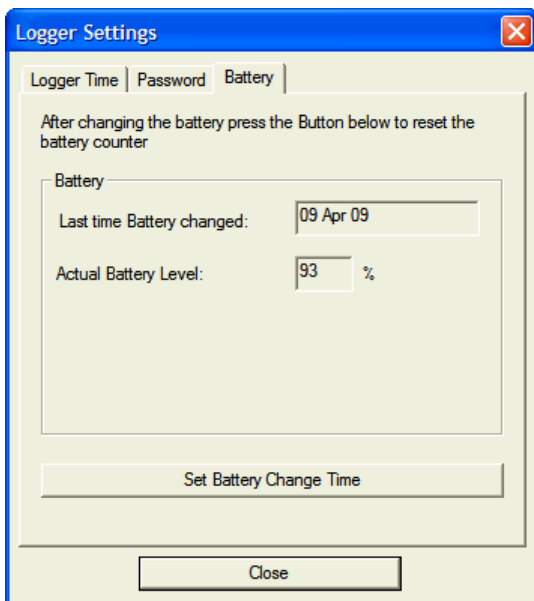 Logger Settings
Logger Time Password Battery
After changing the battery press the Button below to reset the
battery counter
Battery
Last time Battery changed: 09 Apr 09
Actual Battery Level: 93 %
Set Battery Change Time
Close